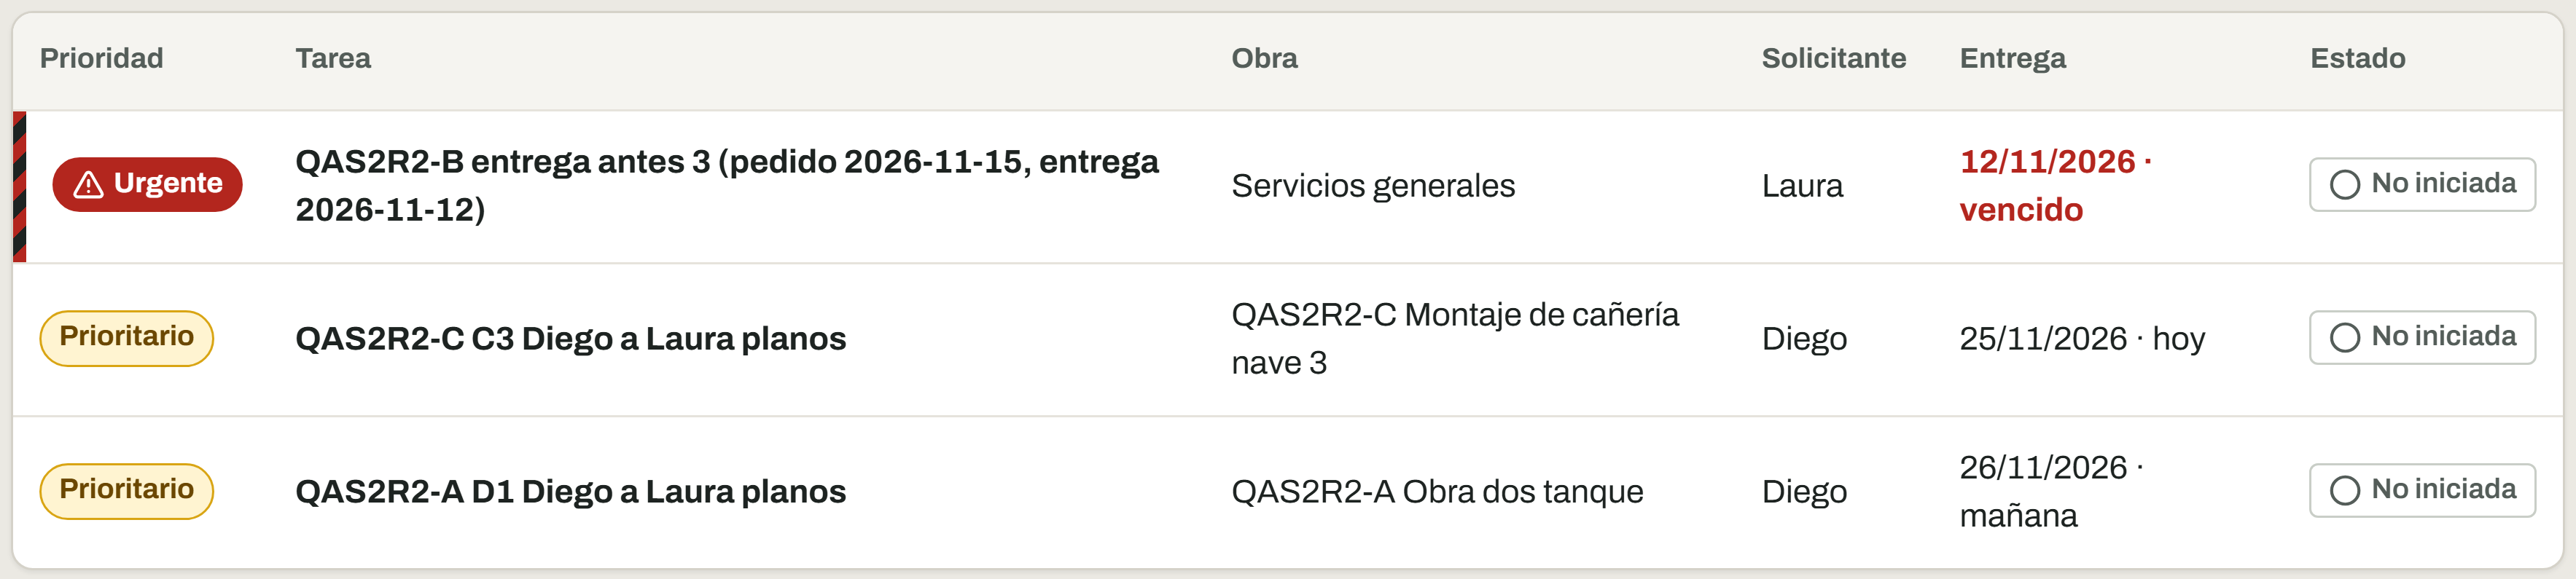 Prioridad Tarea Obra Solicitante Entrega Estado
Urgente
QAS2R2-B entrega antes 3 (pedido 2026-11-15, entrega
2026-11-12)
Servicios generales
Laura
12/11/2026 ·
vencido
No iniciada
Prioritario
QAS2R2-C C3 Diego a Laura planos
QAS2R2-C Montaje de cañería
nave 3
Diego
25/11/2026 · hoy
No iniciada
Prioritario
QAS2R2-A D1 Diego a Laura planos
QAS2R2-A Obra dos tanque
Diego
26/11/2026 ·
mañana
No iniciada